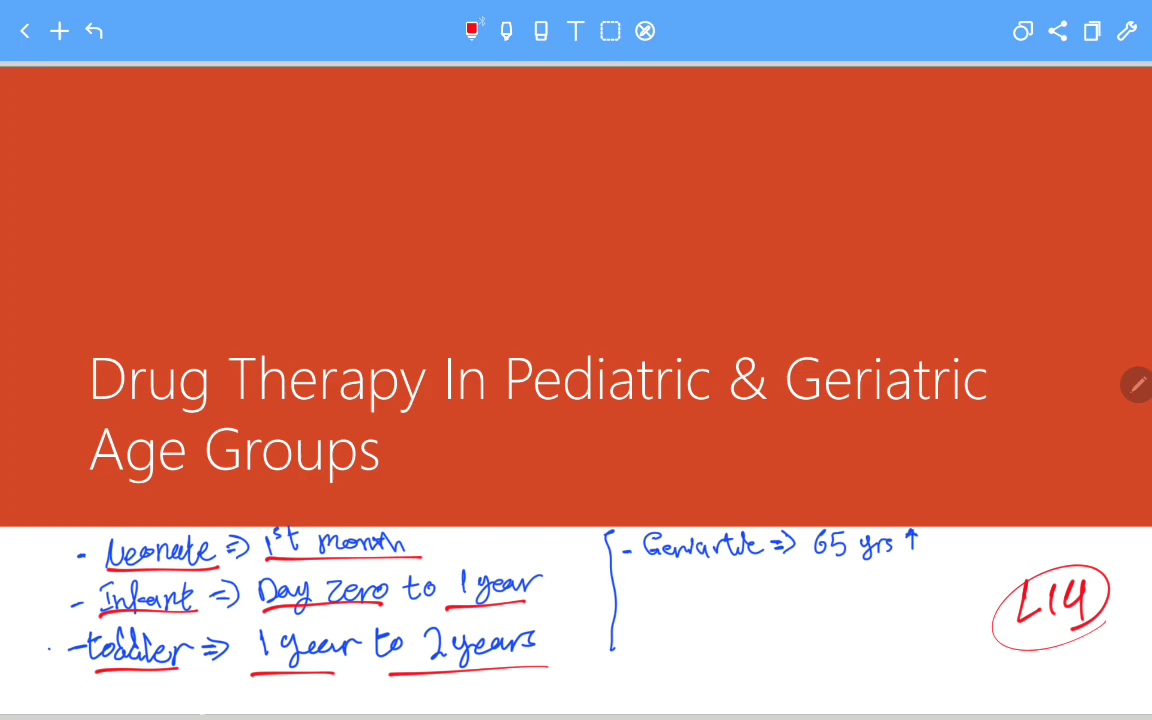 Drug Therapy In Pediatric & Geriatric
Age Groups
- Neonate => 1st month
- Infant => Day zero to 1 year
- toddler => 1 year to 2 years
- Geriartic => 65 yrs ↑
L14